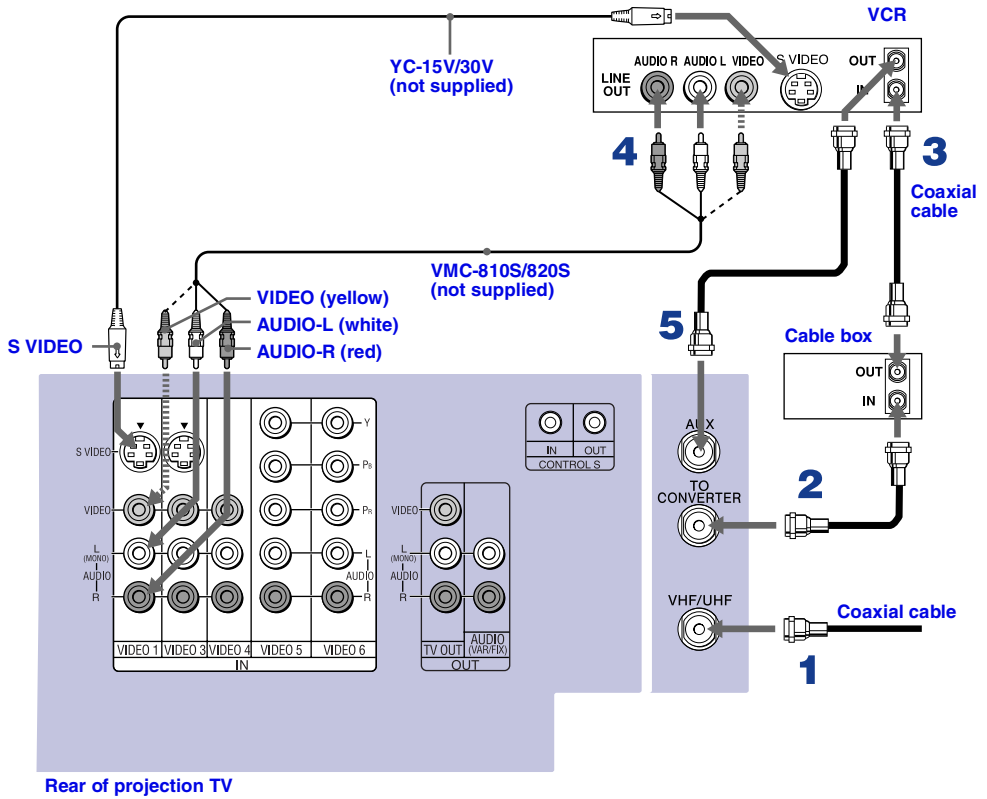 VCR
YC-15V/30V
(not supplied)
AUDIO R AUDIO L VIDEO S VIDEO
LINE
OUT
OUT
IN
4
3
Coaxial
cable
VMC-810S/820S
(not supplied)
VIDEO (yellow)
AUDIO-L (white)
AUDIO-R (red)
S VIDEO
5
Cable box
OUT
IN
S VIDEO
VIDEO
L
(MONO)
AUDIO
R
Y
PB
PR
L
AUDIO
R
VIDEO 1 VIDEO 3 VIDEO 4 VIDEO 5 VIDEO 6
IN
IN OUT
CONTROL S
VIDEO
L
(MONO)
AUDIO
R
TV OUT
AUDIO
(VAR/FIX)
OUT
AUX
TO
CONVERTER
2
VHF/UHF
Coaxial cable
1
Rear of projection TV